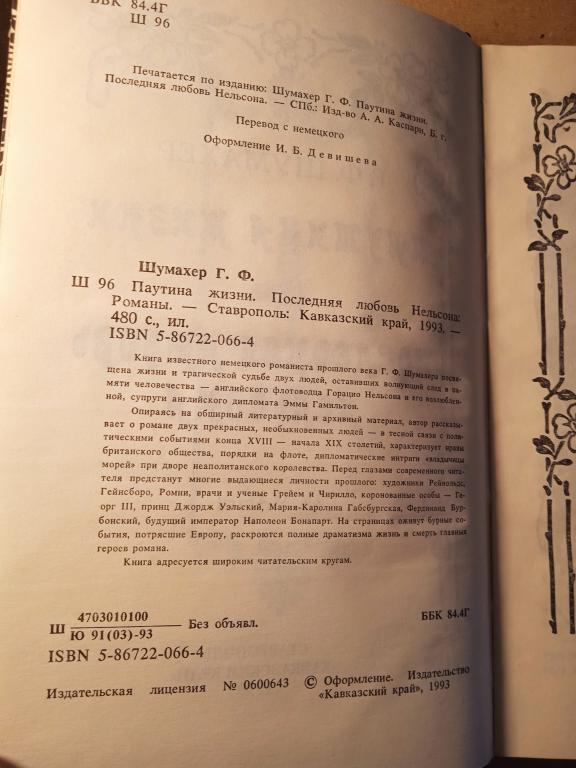 ББК 84.4Г
Ш 96
Печатается по изданию: Шумахер Г. Ф. Паутина жизни.
Последняя любовь Нельсона. — СПб.: Изд-во А. А. Каспари, Б. г.
Перевод с немецкого
Оформление И. Б. Девишева
Шумахер Г. Ф.
Ш 96 Паутина жизни. Последняя любовь Нельсона:
Романы. — Ставрополь: Кавказский край, 1993. —
480 с., ил.
ISBN 5-86722-066-4
Книга известного немецкого романиста прошлого века Г. Ф. Шумахера посвя-
щена жизни и трагической судьбе двух людей, оставивших волнующий след в па-
мяти человечества — английского флотоводца Горацио Нельсона и его возлюблен-
ной, супруги английского дипломата Эммы Гамильтон.
Опираясь на обширный литературный и архивный материал, автор рассказы-
вает о романе двух прекрасных, необыкновенных людей — в тесной связи с поли-
тическими событиями конца XVIII — начала XIX столетий, характеризует нравы
британского общества, порядки на флоте, дипломатические интриги «владычицы
морей» при дворе неаполитанского королевства. Перед глазами современного чита-
теля предстанут многие выдающиеся личности прошлого: художники Рейнольдс,
Гейнсборо, Ромни, врачи и ученые Грейем и Чирилло, коронованные особы — Ге-
орг III, принц Джордж Уэльский, Мария-Каролина Габсбургская, Фердинанд Бур-
бонский, будущий император Наполеон Бонапарт. На страницах оживут бурные со-
бытия, потрясшие Европу, раскроются полные драматизма жизнь и смерть главных
героев романа.
Книга адресуется широким читательским кругам.
Ш 4703010100 Без объявл.
Ю 91(03)-93
ББК 84.4Г
ISBN 5-86722-066-4
Издательская лицензия № 0600643
© Оформление. Издательство
«Кавказский край», 1993